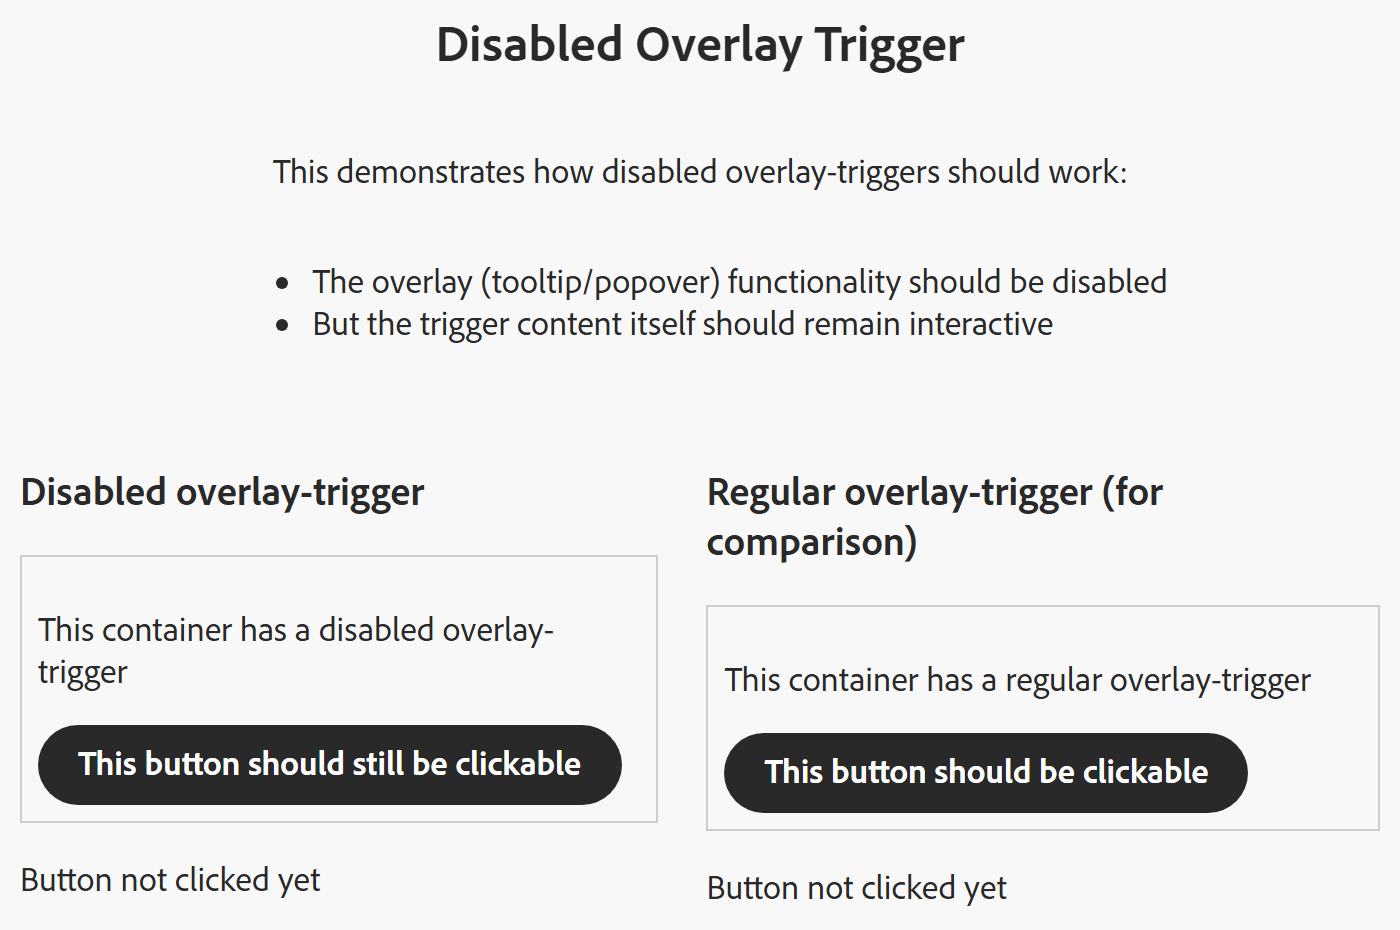 Disabled Overlay Trigger
This demonstrates how disabled overlay-triggers should work:
• The overlay (tooltip/popover) functionality should be disabled
• But the trigger content itself should remain interactive
Disabled overlay-trigger
This container has a disabled overlay-
trigger
This button should still be clickable
Button not clicked yet
Regular overlay-trigger (for
comparison)
This container has a regular overlay-trigger
This button should be clickable
Button not clicked yet